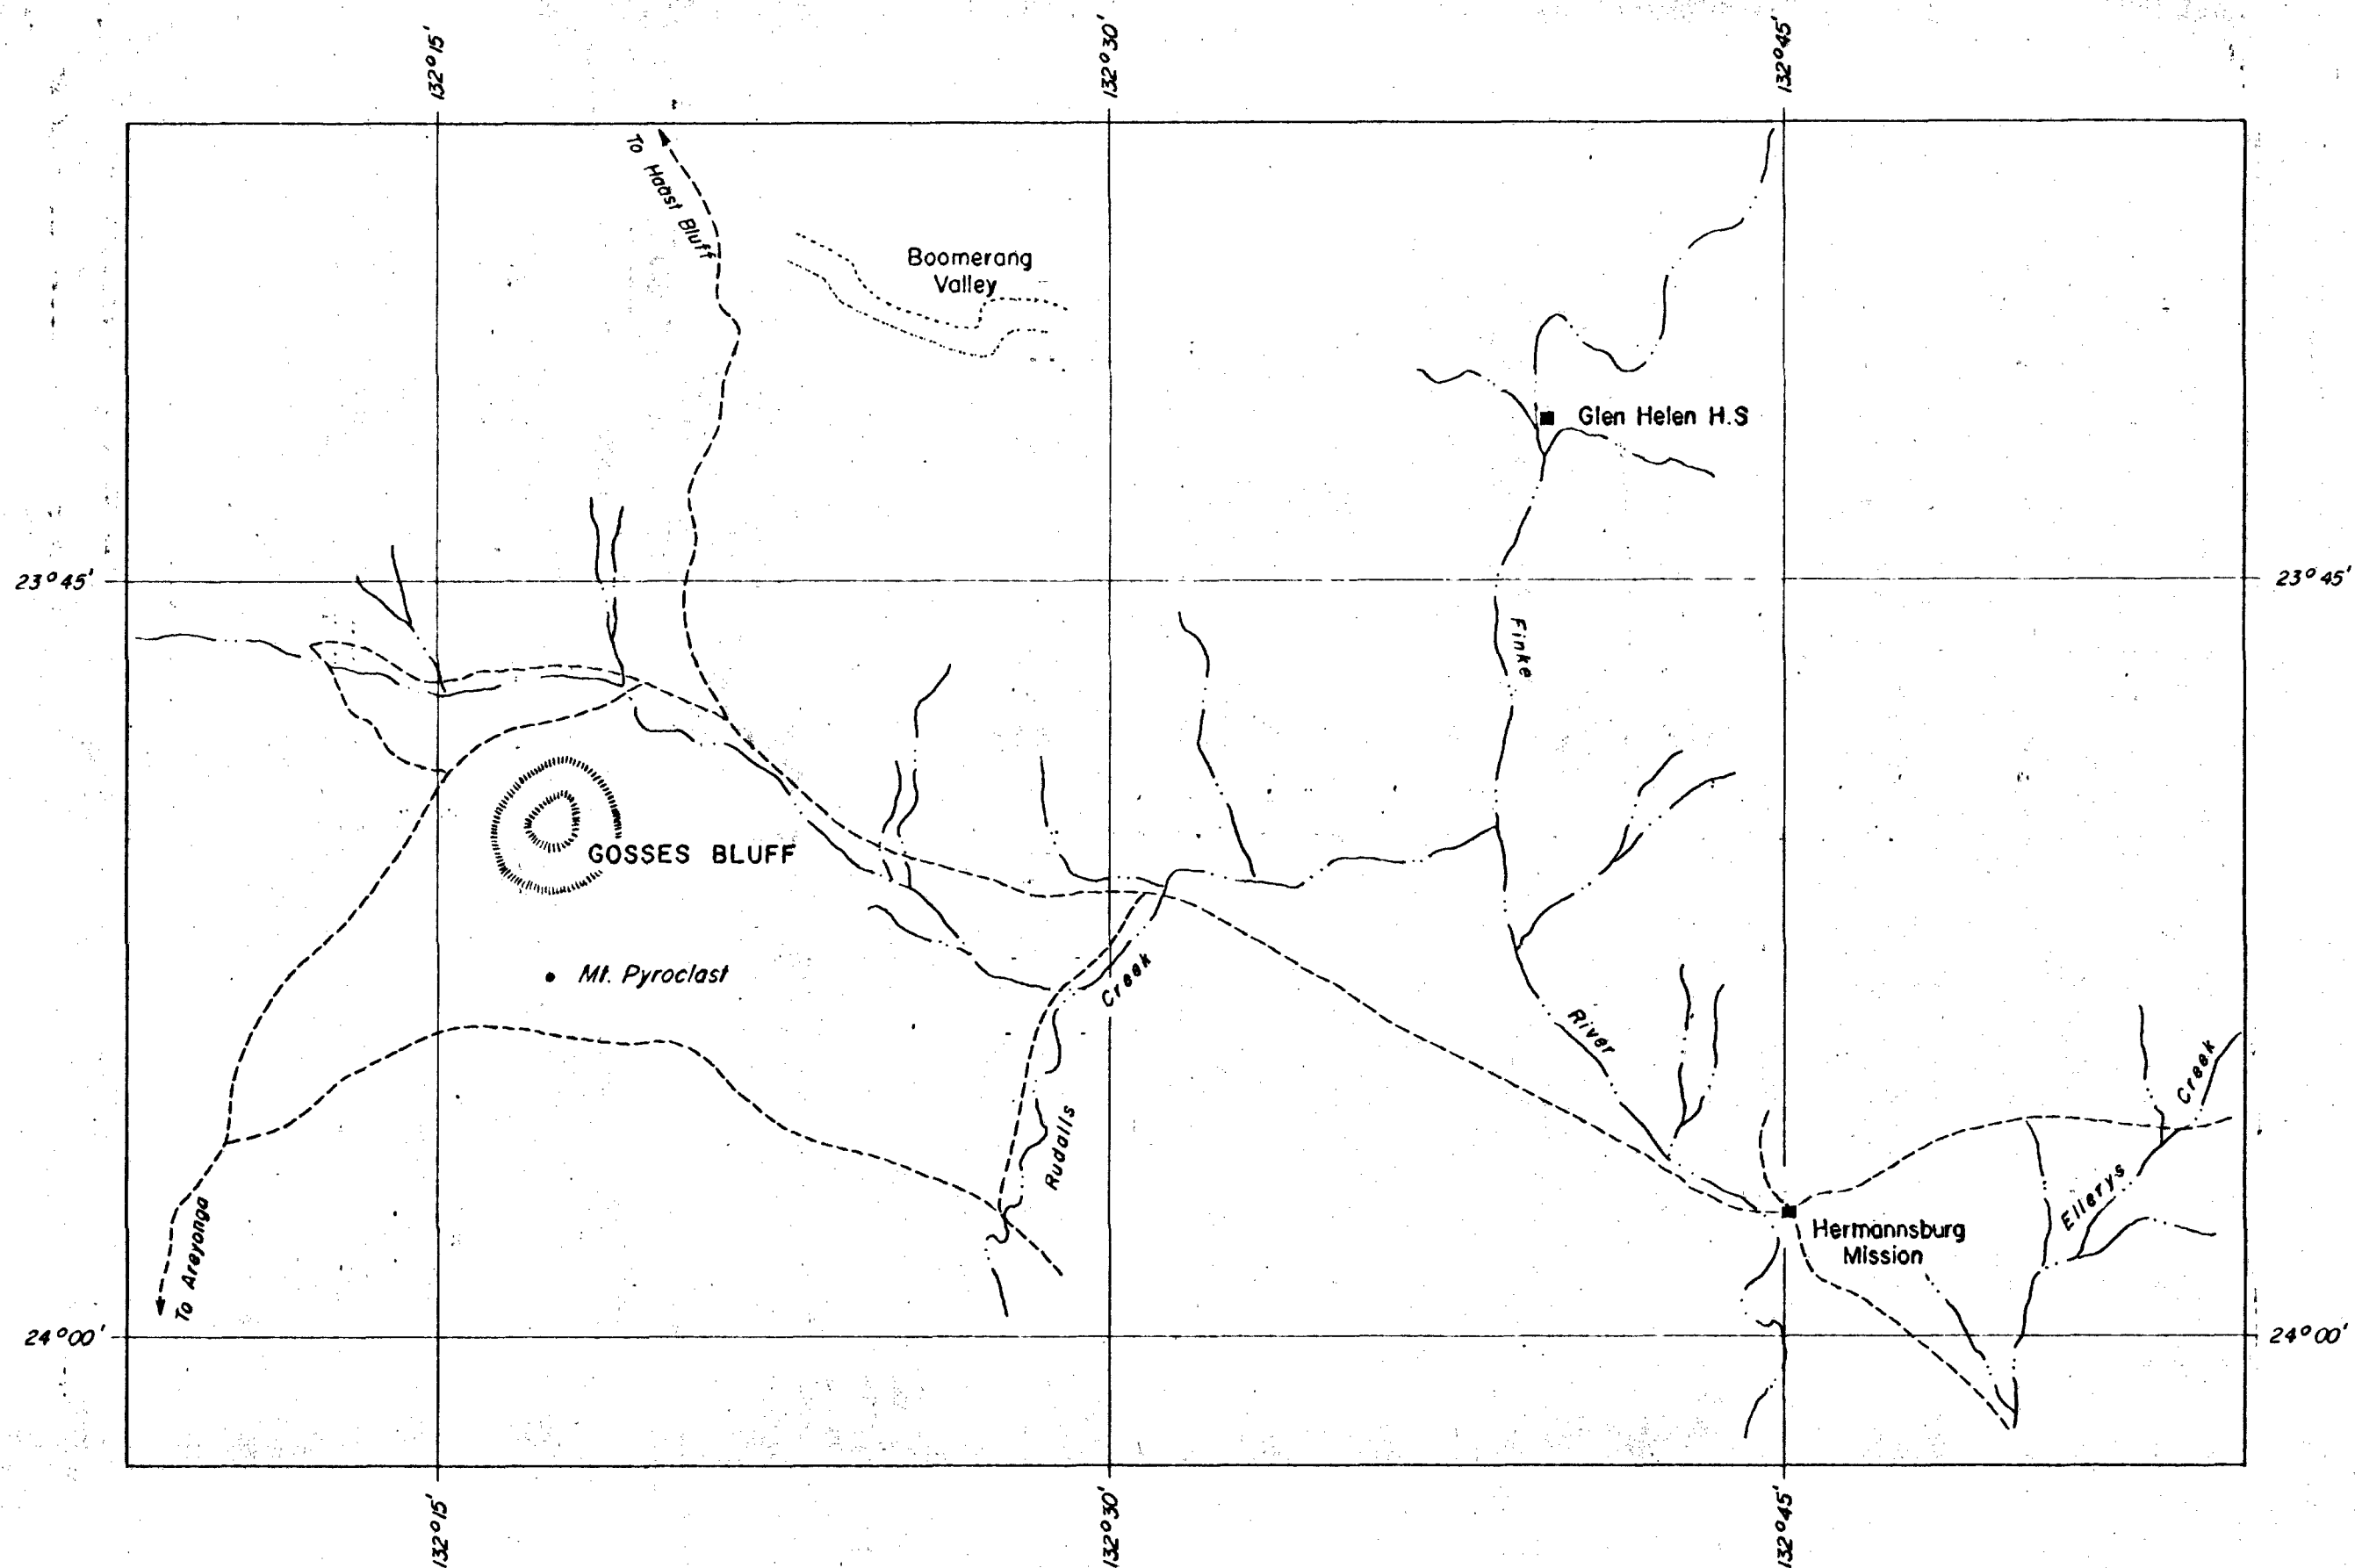 132°15'
132°30'
132°45'
To Haast Bluff
Boomerang
Valley
Glen Helen H.S
23°45'
23°45'
Finke
GOSSES BLUFF
Mt. Pyroclast
Creek
River
Creek
Rudalls
Ellerys
To Areyonga
Hermannsburg
Mission
24°00'
24°00'
132°15'
132°30'
132°45'